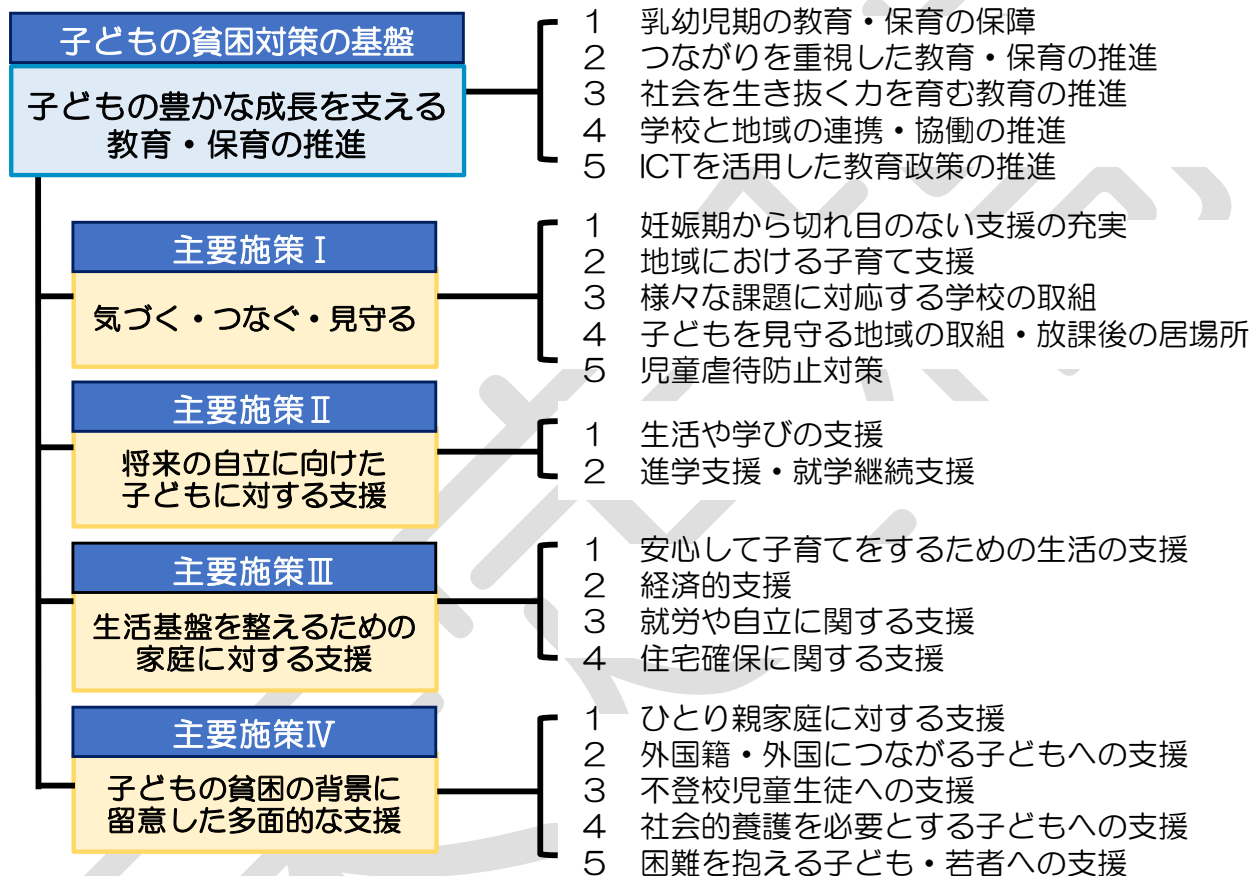 子どもの貧困対策の基盤
子どもの豊かな成長を支える
教育・保育の推進
1 乳幼児期の教育・保育の保障
2 つながりを重視した教育・保育の推進
3 社会を生き抜く力を育む教育の推進
4 学校と地域の連携・協働の推進
5 ICTを活用した教育政策の推進
主要施策Ⅰ
気づく・つなぐ・見守る
1 妊娠期から切れ目のない支援の充実
2 地域における子育て支援
3 様々な課題に対応する学校の取組
4 子どもを見守る地域の取組・放課後の居場所
5 児童虐待防止対策
主要施策Ⅱ
将来の自立に向けた
子どもに対する支援
1 生活や学びの支援
2 進学支援・就学継続支援
主要施策Ⅲ
生活基盤を整えるための
家庭に対する支援
1 安心して子育てをするための生活の支援
2 経済的支援
3 就労や自立に関する支援
4 住宅確保に関する支援
主要施策Ⅳ
子どもの貧困の背景に
留意した多面的な支援
1 ひとり親家庭に対する支援
2 外国籍・外国につながる子どもへの支援
3 不登校児童生徒への支援
4 社会的養護を必要とする子どもへの支援
5 困難を抱える子ども・若者への支援